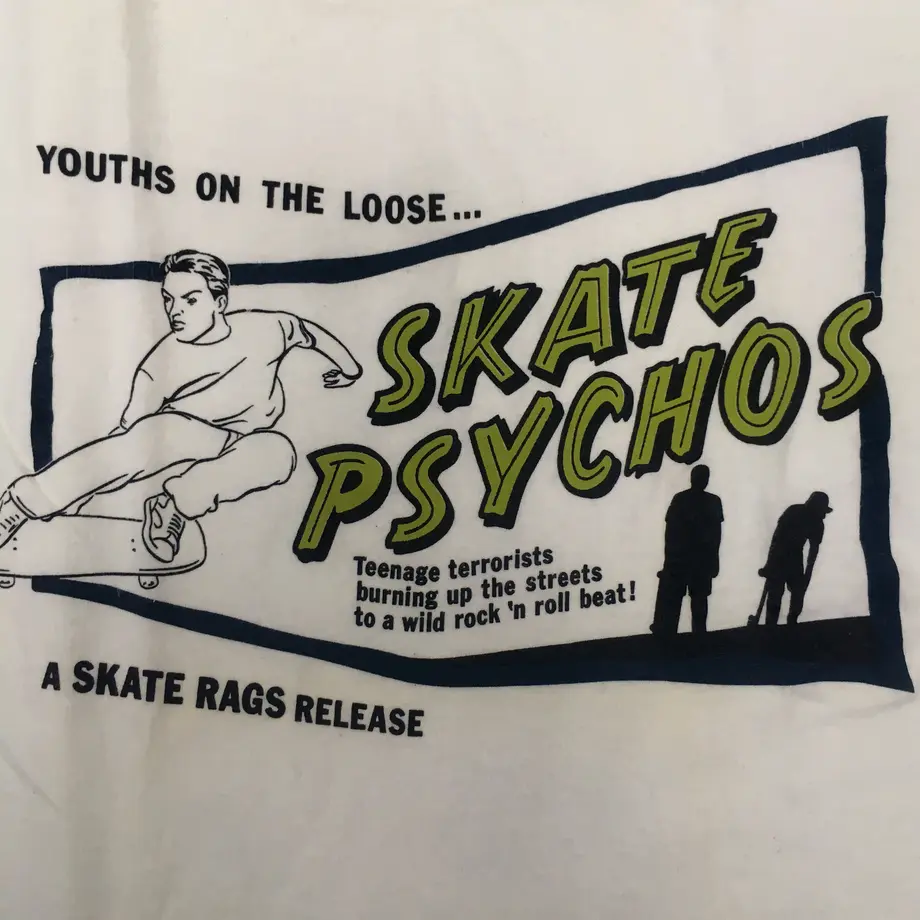 YOUTHS ON THE LOOSE...
SKATE
PSYCHOS
Teenage terrorists
burning up the streets
to a wild rock 'n roll beat!
A SKATE RAGS RELEASE